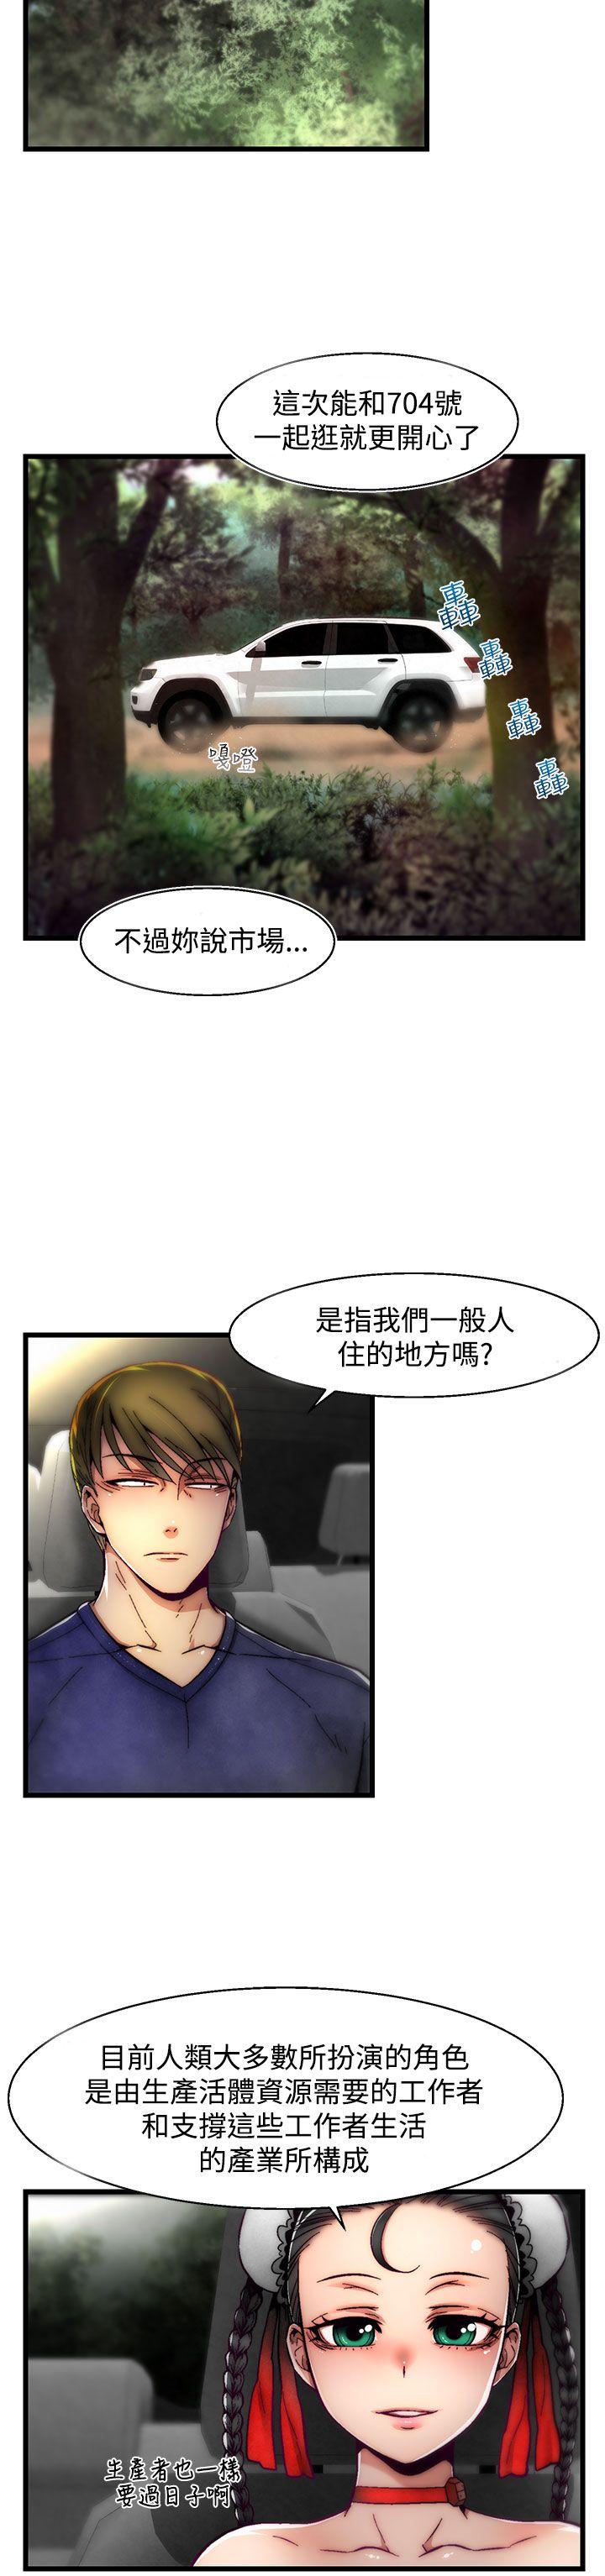 這次能和704號
一起逛就更開心了
轟
轟
轟
轟
嘎噔
不過妳說市場...
是指我們一般人
住的地方嗎?
目前人類大多數所扮演的角色
是由生產活體資源需要的工作者
和支撐這些工作者生活
的產業所構成
生產者也一樣
要過日子啊